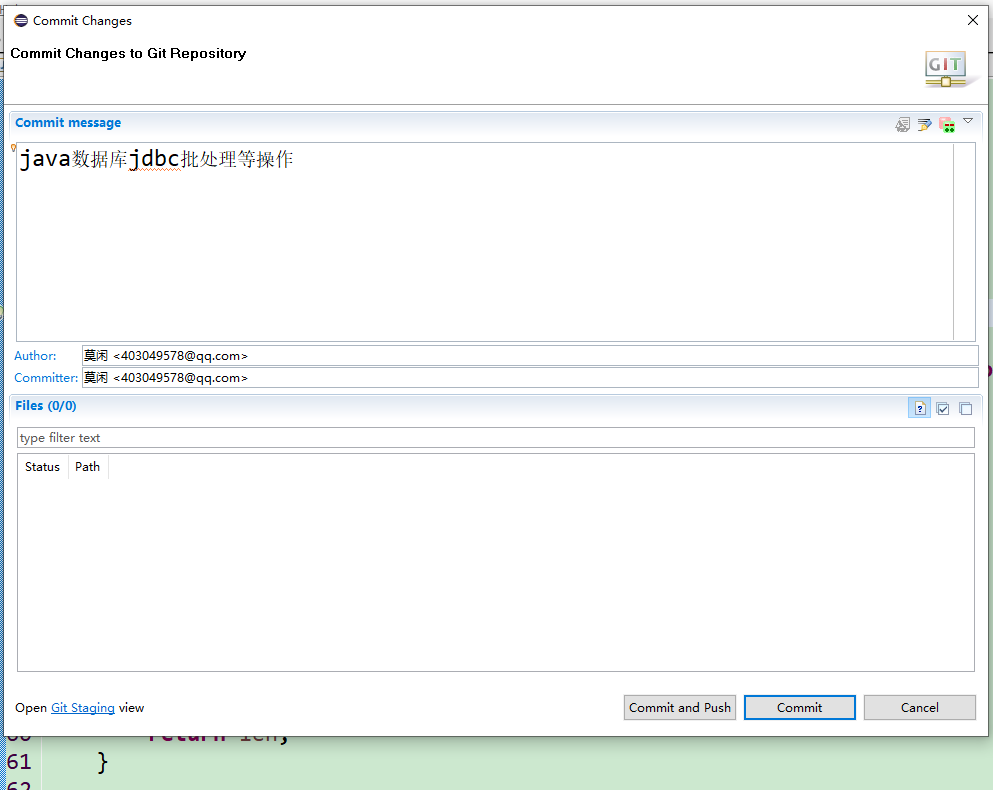 Commit Changes
Commit Changes to Git Repository
GIT
Commit message
java数据库jdbc批处理等操作
Author: 莫闲 <403049578@qq.com>
Committer: 莫闲 <403049578@qq.com>
Files (0/0)
type filter text
Status Path
Open Git Staging view
Commit and Push Commit Cancel
61 }